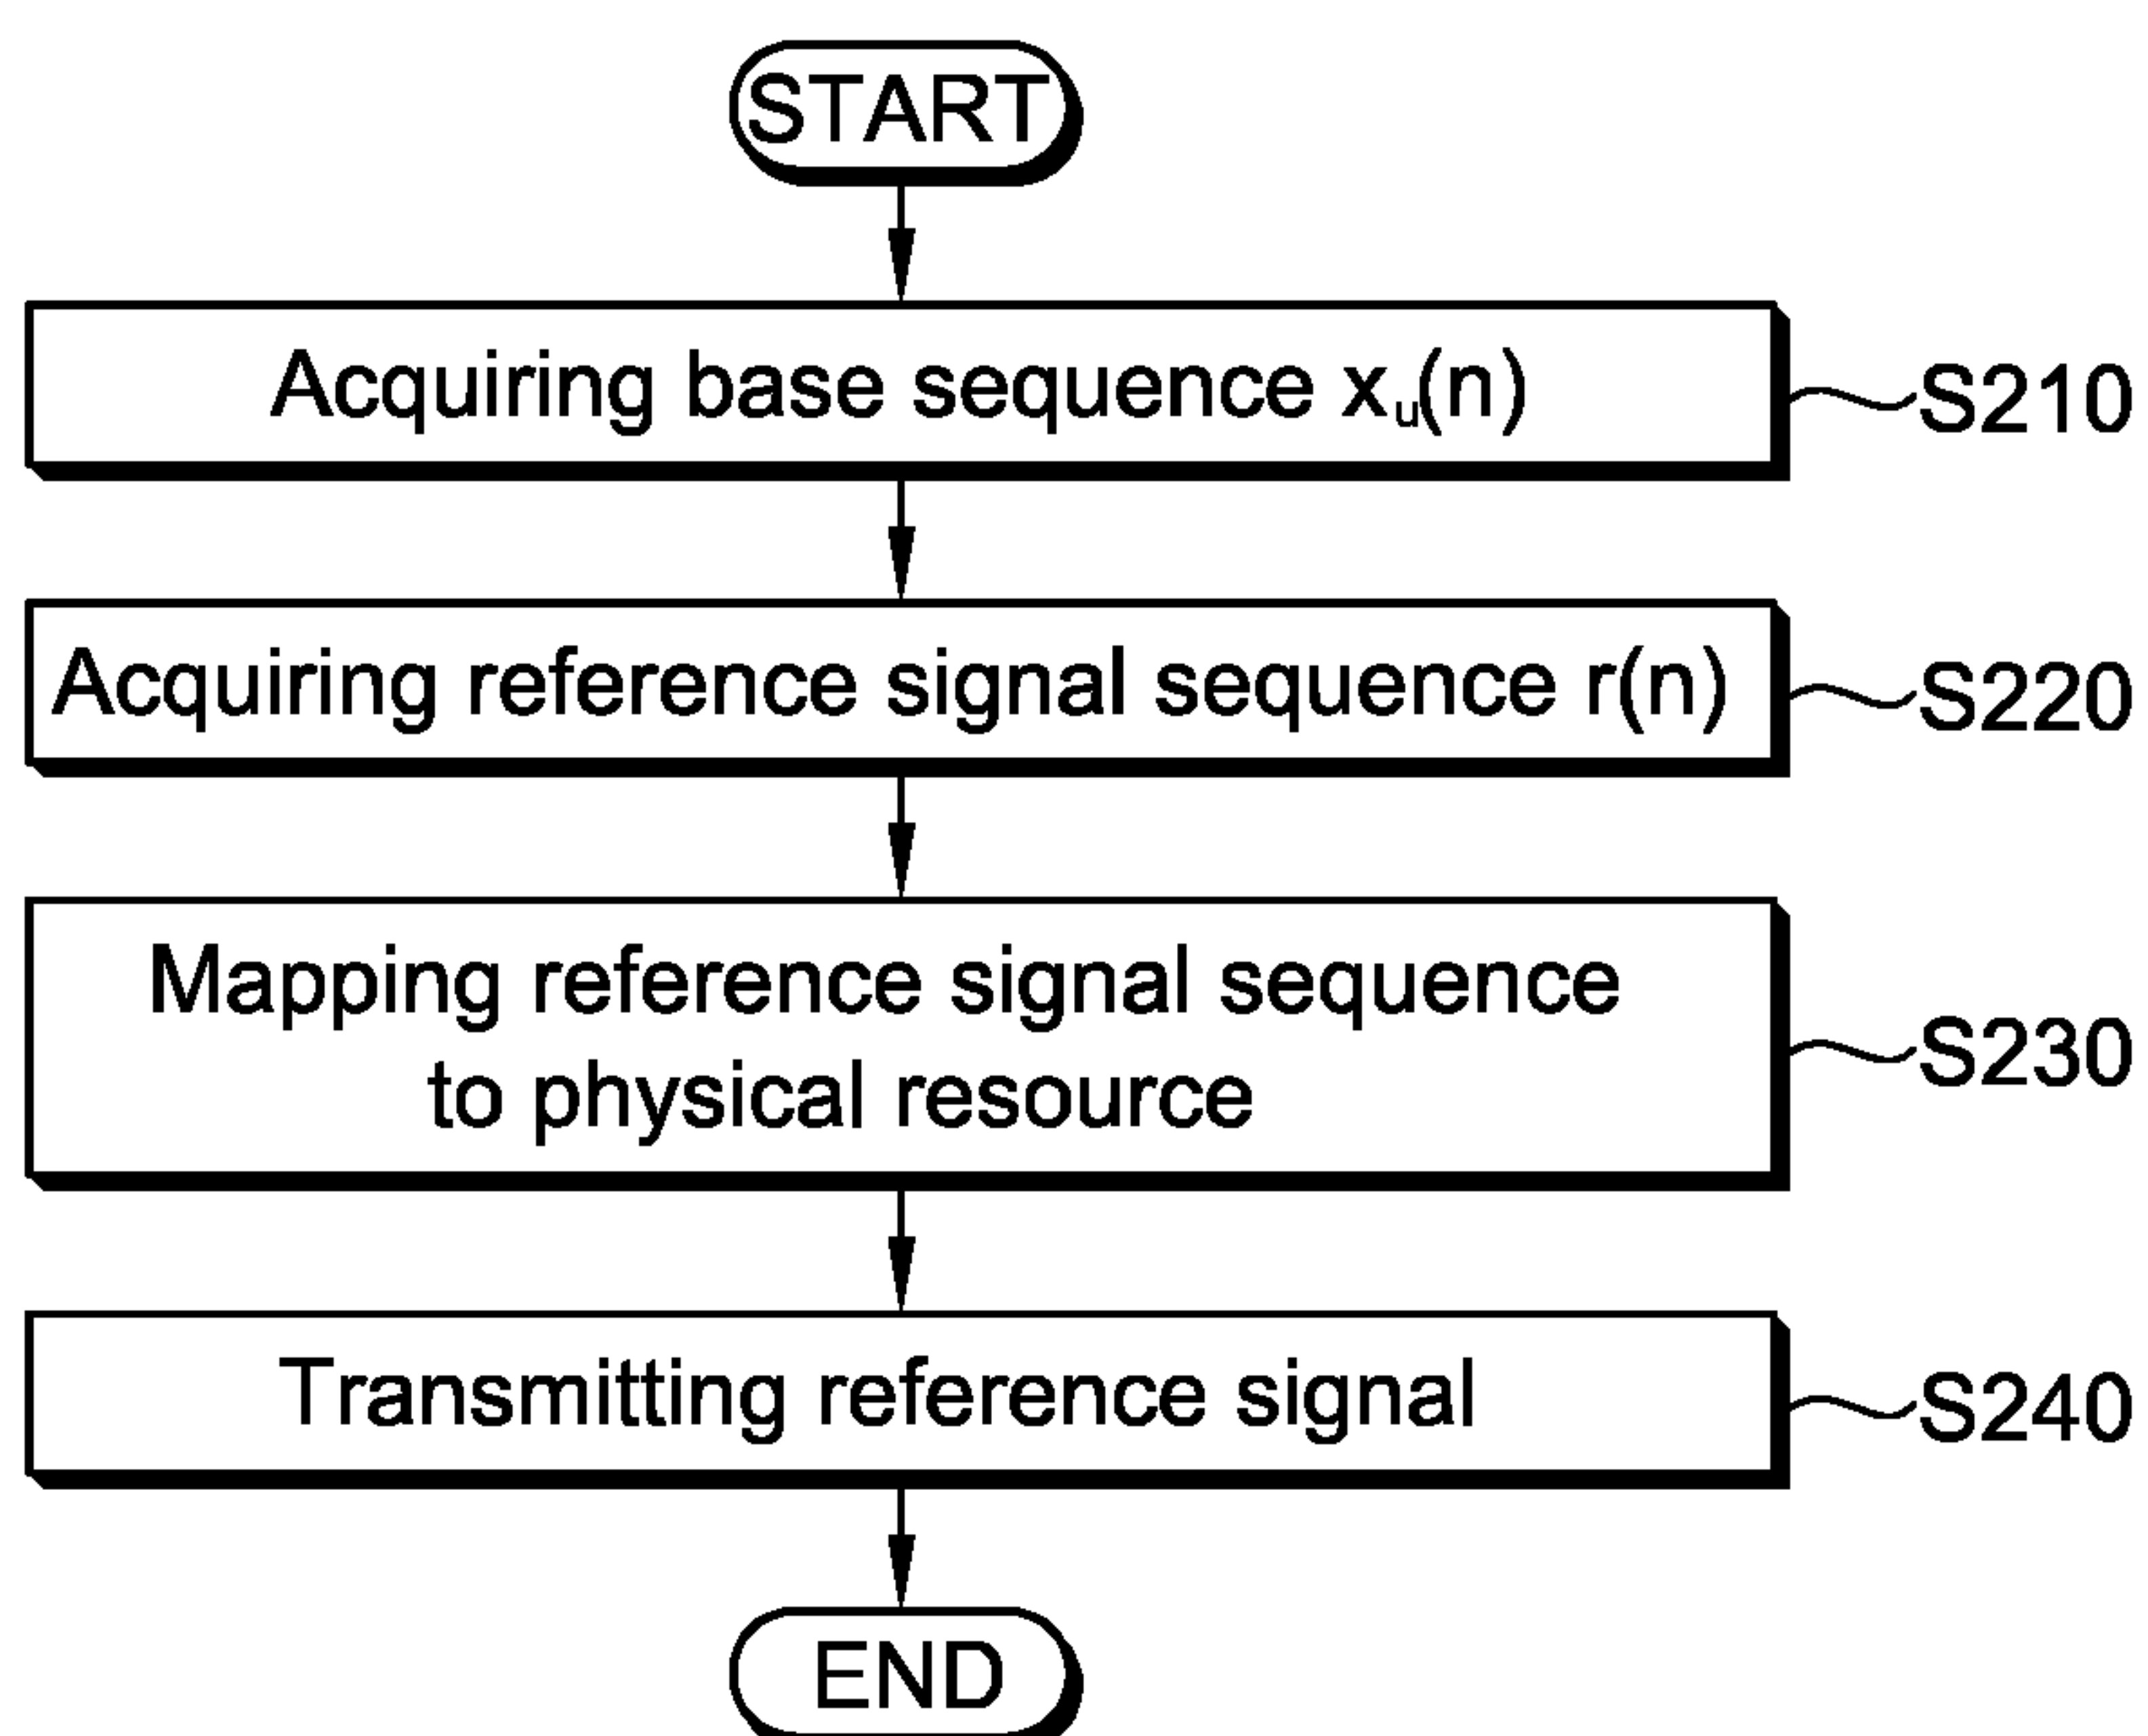 START
Acquiring base sequence xᵤ(n)
S210
Acquiring reference signal sequence r(n)
S220
Mapping reference signal sequence
to physical resource
S230
Transmitting reference signal
S240
END